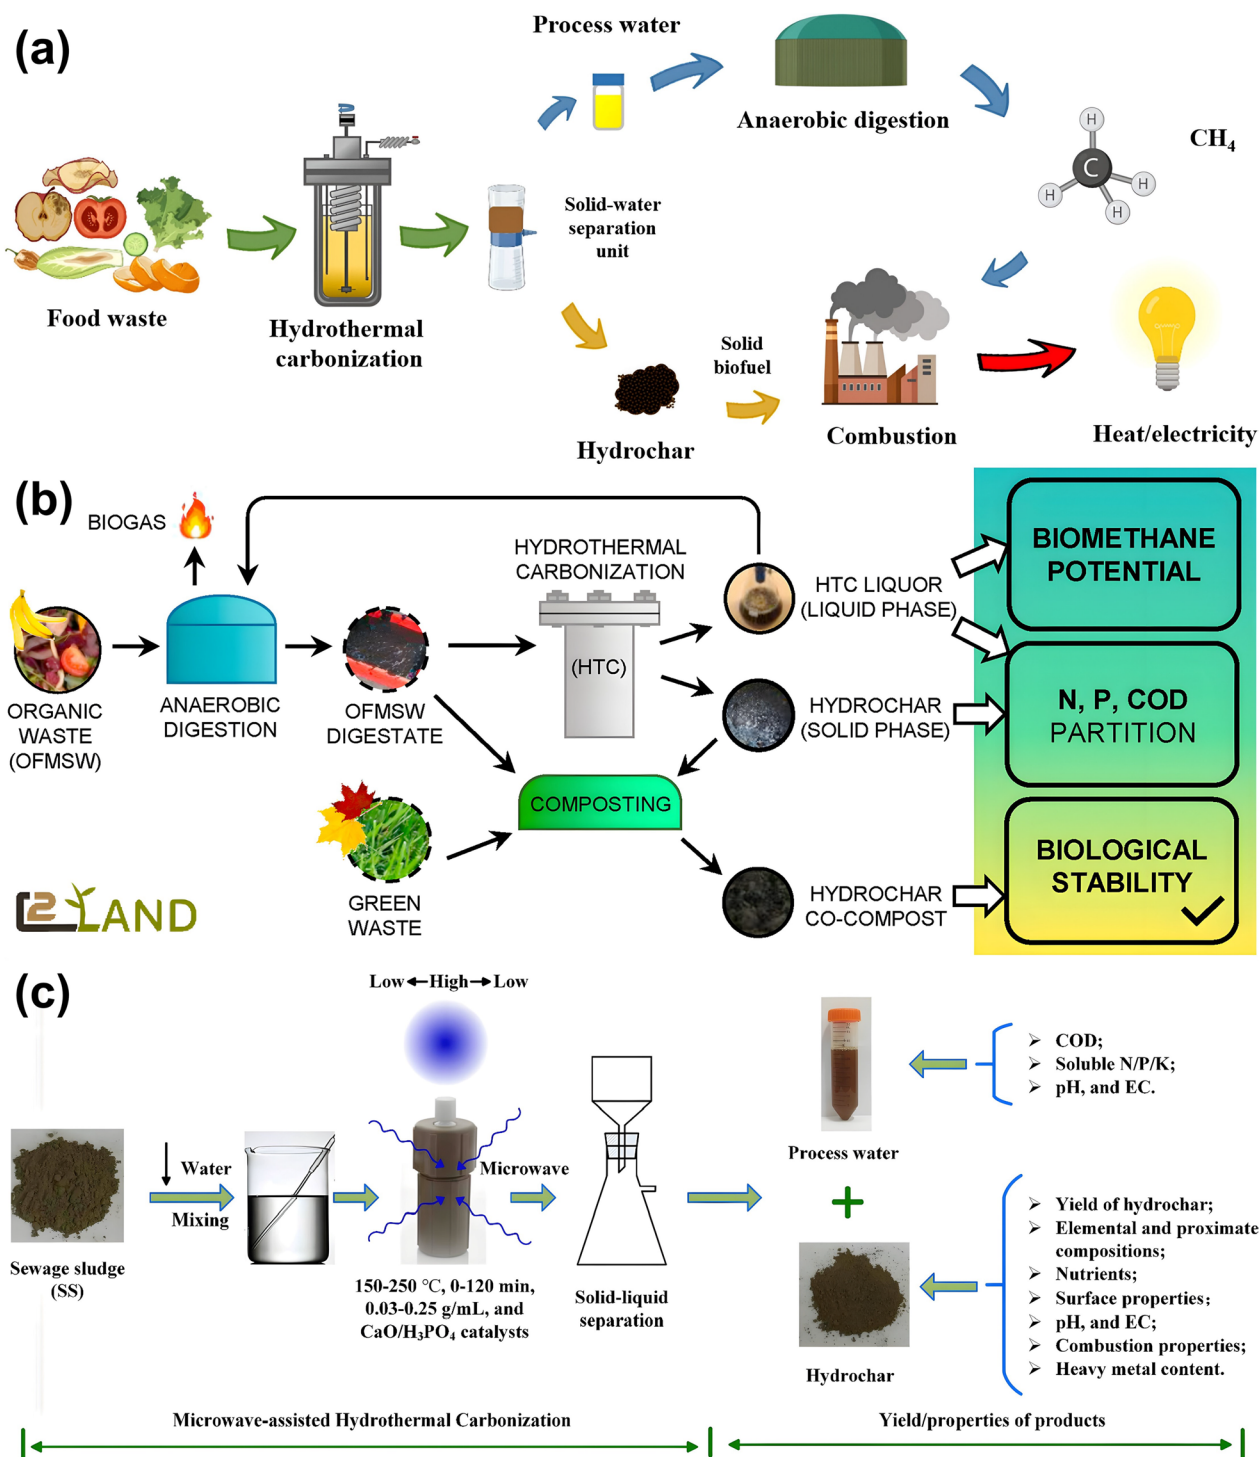 (a)
Process water
Anaerobic digestion
CH₄
H
C
H
H
H
Food waste
Hydrothermal
carbonization
Solid-water
separation
unit
Solid
biofuel
Hydrochar
Combustion
Heat/electricity
(b)
BIOGAS
ORGANIC
WASTE
(OFMSW)
ANAEROBIC
DIGESTION
OFMSW
DIGESTATE
HYDROTHERMAL
CARBONIZATION
(HTC)
HTC LIQUOR
(LIQUID PHASE)
HYDROCHAR
(SOLID PHASE)
COMPOSTING
GREEN
WASTE
HYDROCHAR
CO-COMPOST
BIOMETHANE
POTENTIAL
N, P, COD
PARTITION
BIOLOGICAL
STABILITY
C2LAND
(c)
Low High Low
Sewage sludge
(SS)
Water
Mixing
Microwave
150-250 °C, 0-120 min,
0.03-0.25 g/mL, and
CaO/H₃PO₄ catalysts
Solid-liquid
separation
Process water
+
Hydrochar
COD;
Soluble N/P/K;
pH, and EC.
Yield of hydrochar;
Elemental and proximate
compositions;
Nutrients;
Surface properties;
pH, and EC;
Combustion properties;
Heavy metal content.
Microwave-assisted Hydrothermal Carbonization
Yield/properties of products